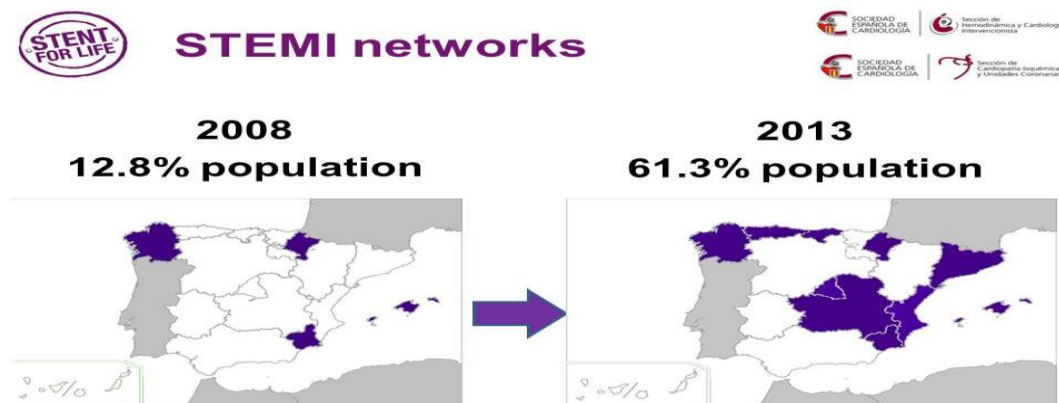 STENT
FOR LIFE
STEMI networks
SOCIEDAD
ESPAÑOLA DE
CARDIOLOGÍA
Sección de
Hemodinámica y Cardiología
Intervencionista
SOCIEDAD
ESPAÑOLA DE
CARDIOLOGÍA
Sección de
Cardiopatía Isquémica
y Unidades Coronarias
2008
12.8% population
2013
61.3% population